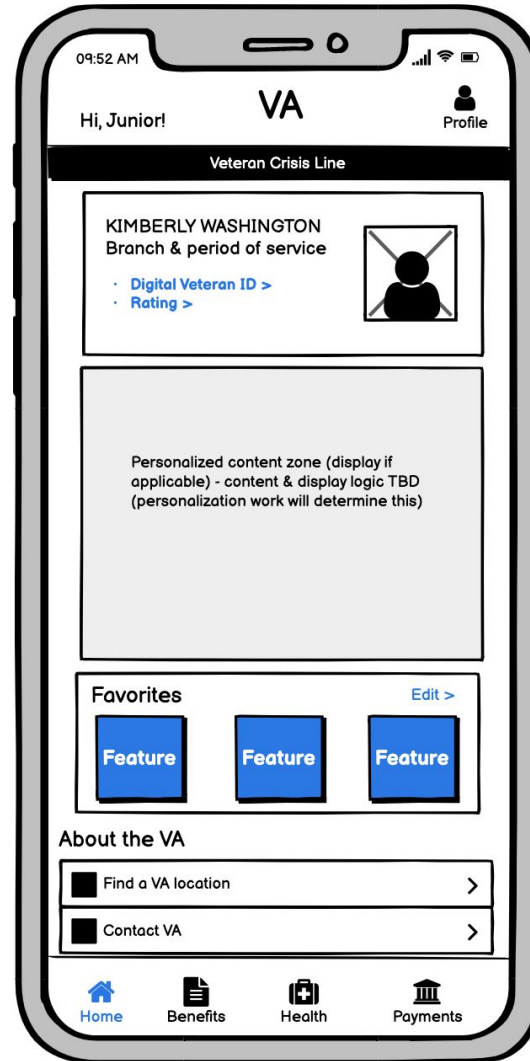 09:52 AM
Hi, Junior!
VA
Profile
Veteran Crisis Line
KIMBERLY WASHINGTON
Branch & period of service
· Digital Veteran ID >
· Rating >
Personalized content zone (display if
applicable) - content & display logic TBD
(personalization work will determine this)
Favorites
Edit >
Feature
Feature
Feature
About the VA
Find a VA location
Contact VA
Home
Benefits
Health
Payments